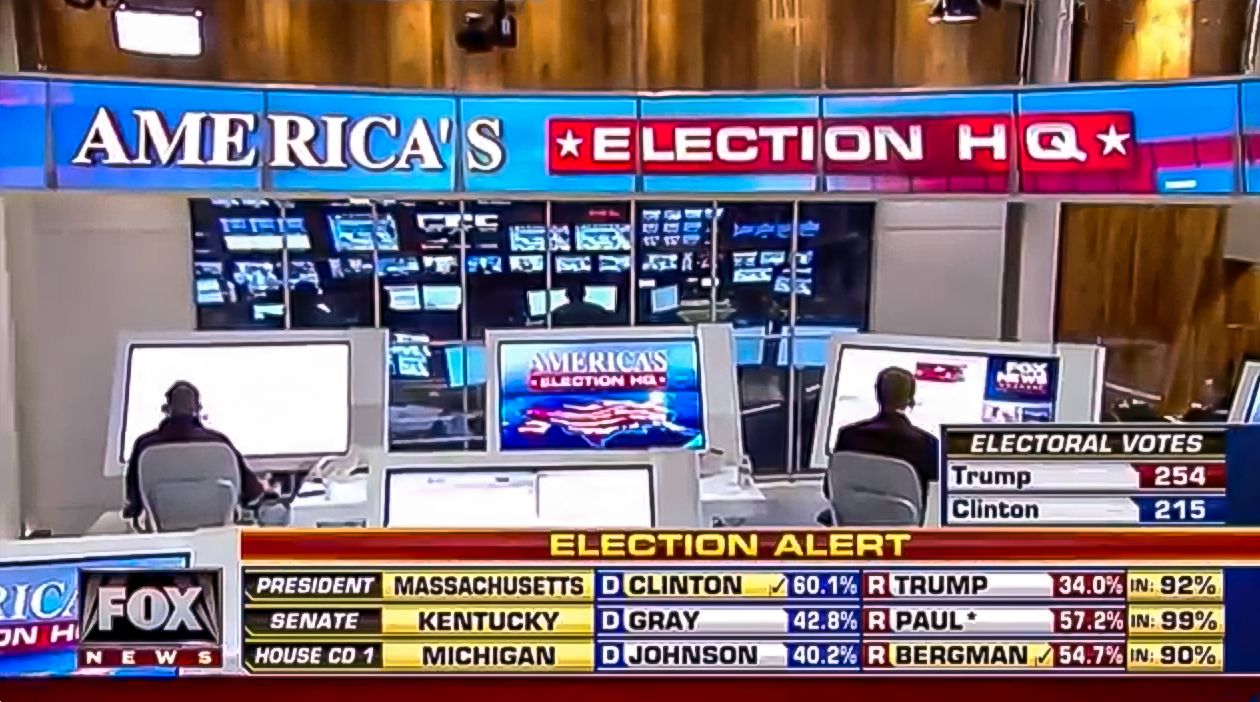 AMERICA'S ★ ELECTION HQ ★
AMERICA'S
ELECTION HQ
FOX
NEWS
ELECTORAL VOTES
Trump 254
Clinton 215
ELECTION ALERT
FOX
NEWS
PRESIDENT MASSACHUSETTS D CLINTON ✓ 60.1% R TRUMP 34.0% IN: 92%
SENATE KENTUCKY D GRAY 42.8% R PAUL* 57.2% IN: 99%
HOUSE CD 1 MICHIGAN D JOHNSON 40.2% R BERGMAN ✓ 54.7% IN: 90%